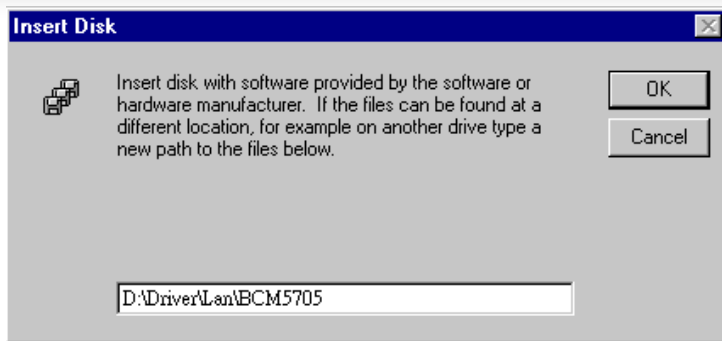 Insert Disk
Insert disk with software provided by the software or
hardware manufacturer.  If the files can be found at a
different location, for example on another drive type a
new path to the files below.
OK
Cancel
D:\Driver\Lan\BCM5705